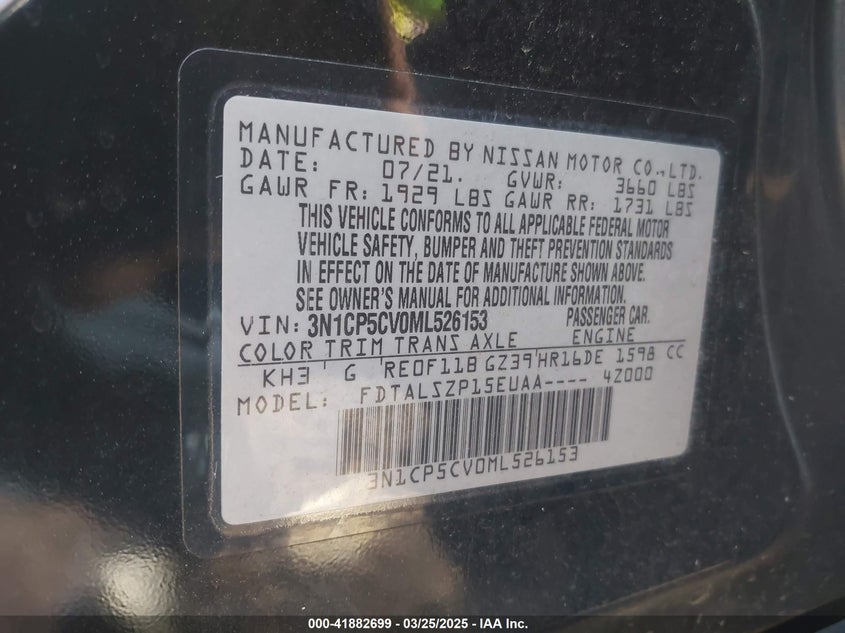 MANUFACTURED BY NISSAN MOTOR CO.,LTD.
DATE: 07/21. GVWR: 3660 LBS
GAWR FR: 1929 LBS GAWR RR: 1731 LBS
THIS VEHICLE CONFORMS TO ALL APPLICABLE FEDERAL MOTOR
VEHICLE SAFETY, BUMPER AND THEFT PREVENTION STANDARDS
IN EFFECT ON THE DATE OF MANUFACTURE SHOWN ABOVE.
SEE OWNER'S MANUAL FOR ADDITIONAL INFORMATION.
VIN: 3N1CP5CV0ML526153 PASSENGER CAR.
COLOR TRIM TRANS AXLE ENGINE
KH3 G RE0F11B GZ39 HR16DE 1598 CC
MODEL: FDTALSZP15EUAA---- 4Z000
3N1CP5CV0ML526153
000-41882699 - 03/25/2025 - IAA Inc.